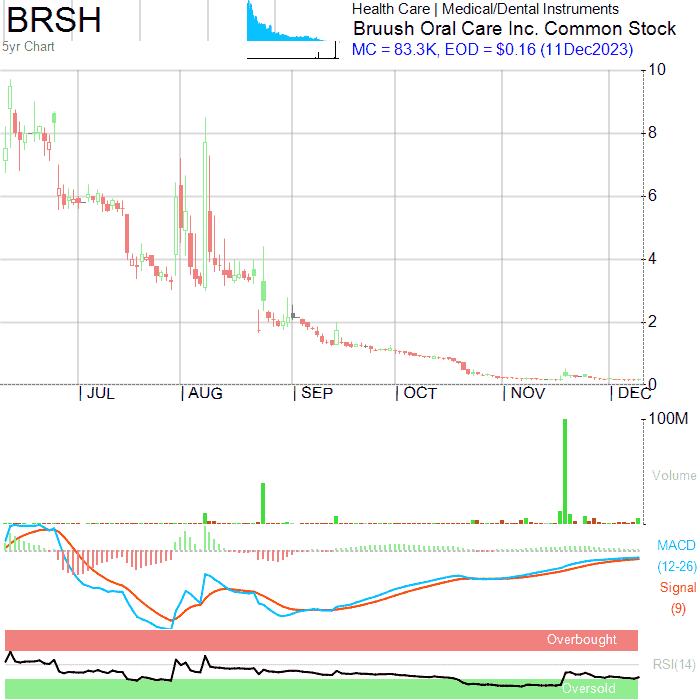 BRSH
5yr Chart
Health Care | Medical/Dental Instruments
Bruush Oral Care Inc. Common Stock
MC = 83.3K, EOD = $0.16 (11Dec2023)
10
8
6
4
2
0
JUL AUG SEP OCT NOV DEC
100M
Volume
MACD
(12-26)
Signal
(9)
Overbought
RSI(14)
Oversold